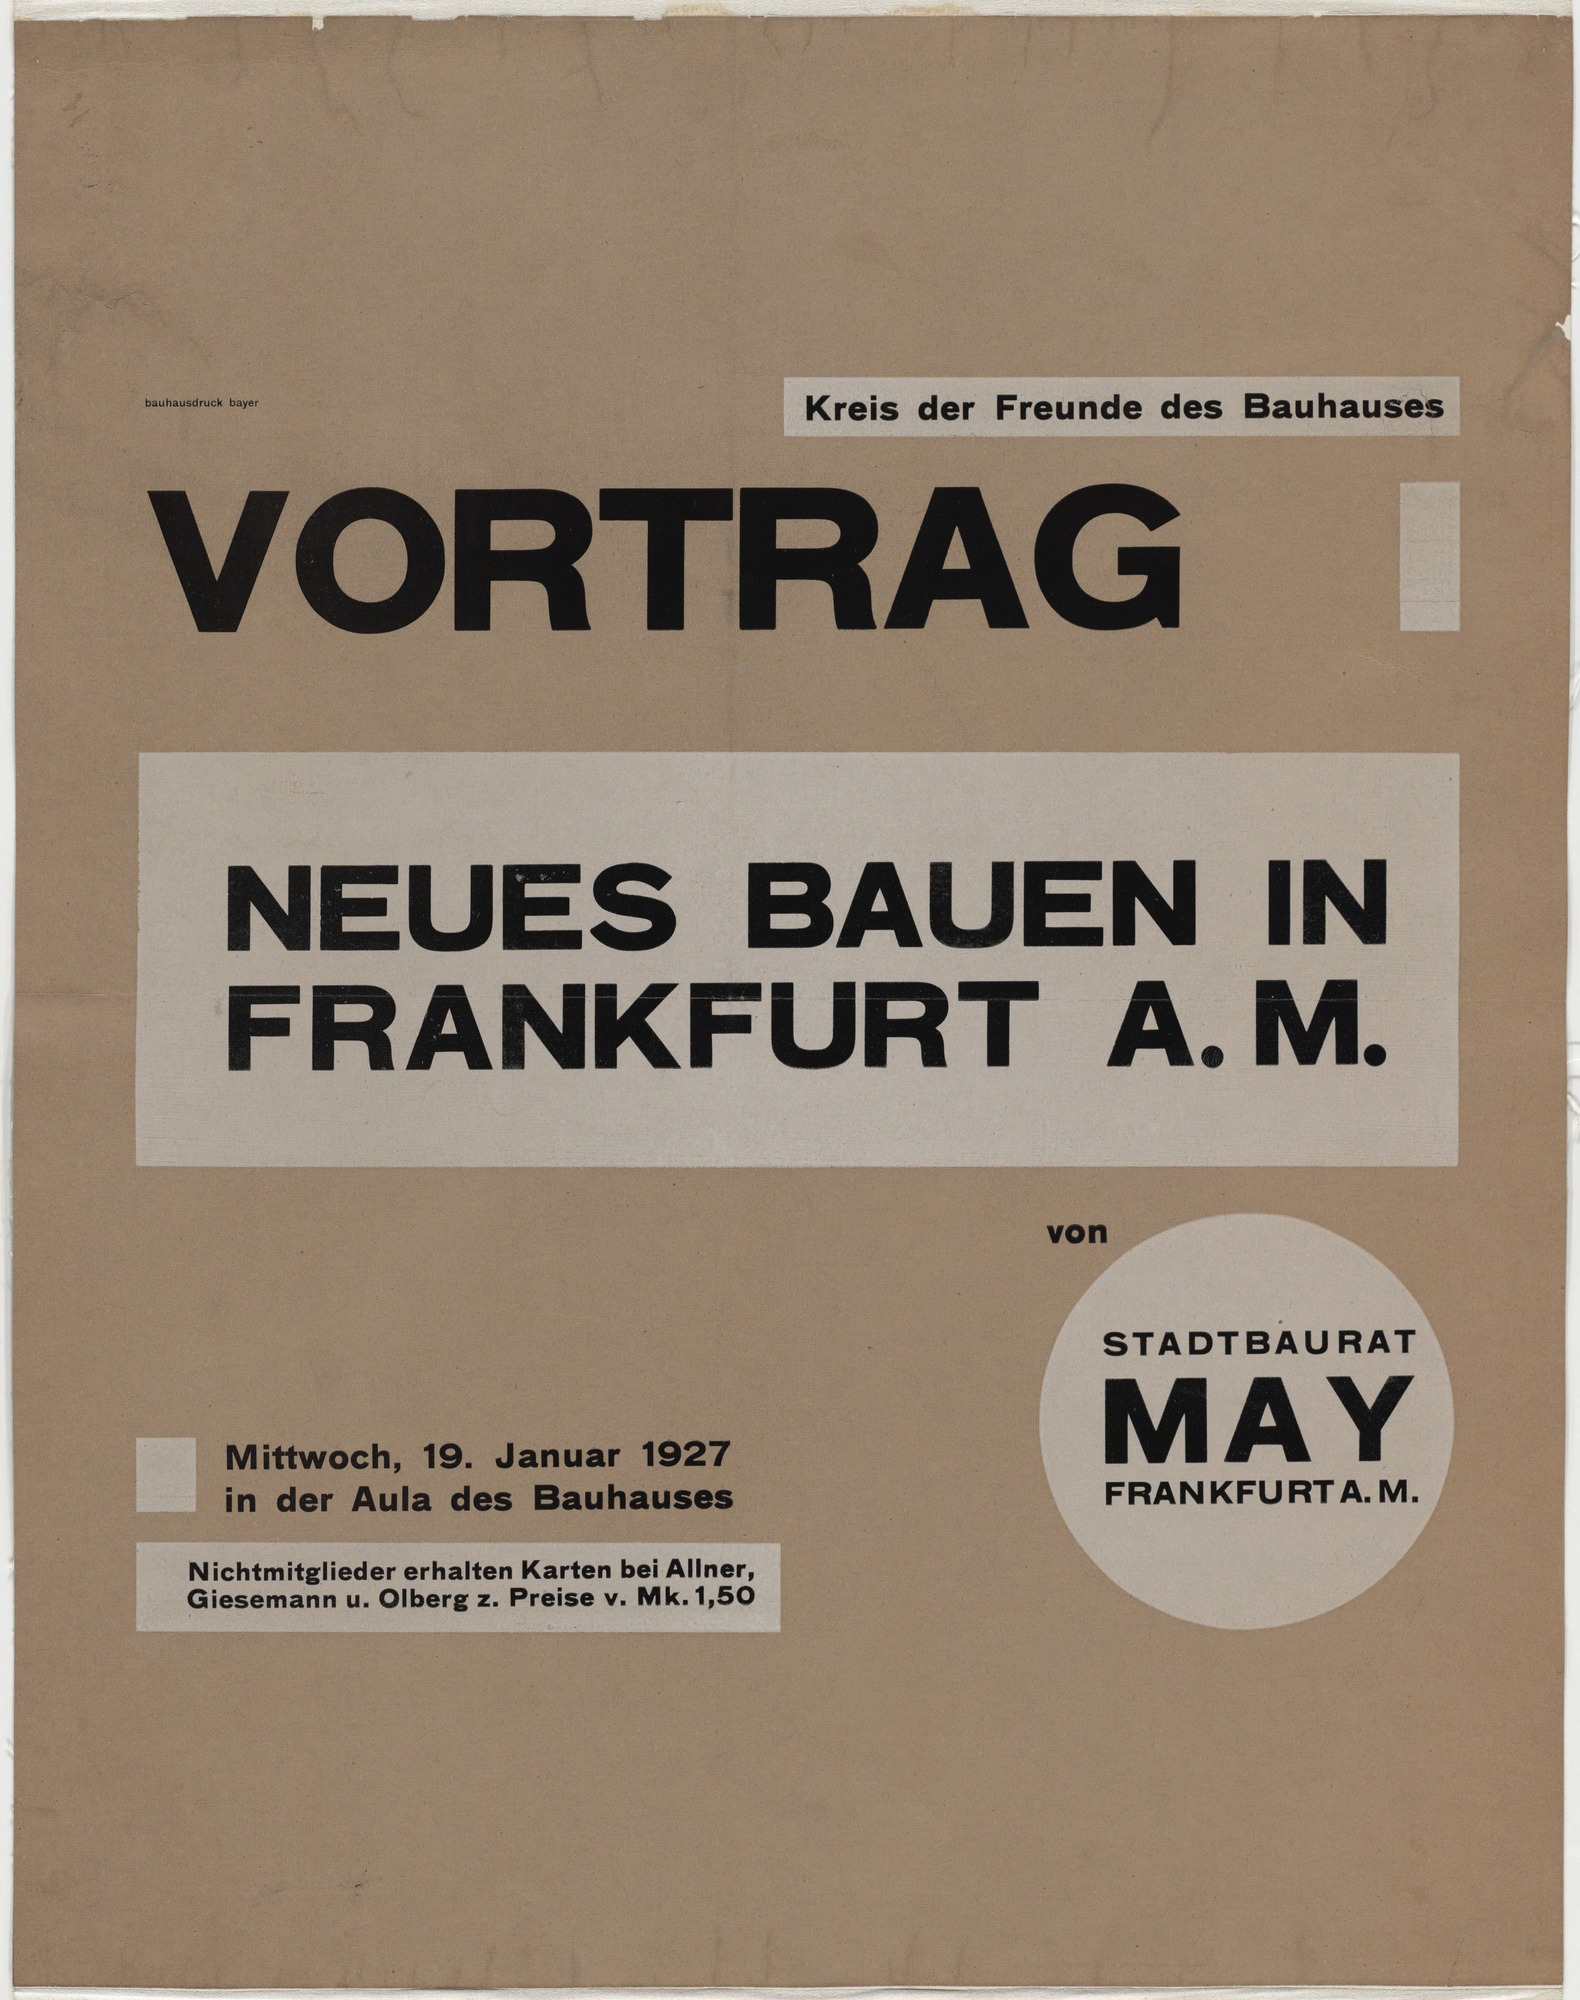 bauhausdruck bayer
Kreis der Freunde des Bauhauses
VORTRAG
NEUES BAUEN IN
FRANKFURT A. M.
von
STADTBAURAT
MAY
FRANKFURT A. M.
Mittwoch, 19. Januar 1927
in der Aula des Bauhauses
Nichtmitglieder erhalten Karten bei Allner,
Giesemann u. Olberg z. Preise v. Mk. 1,50